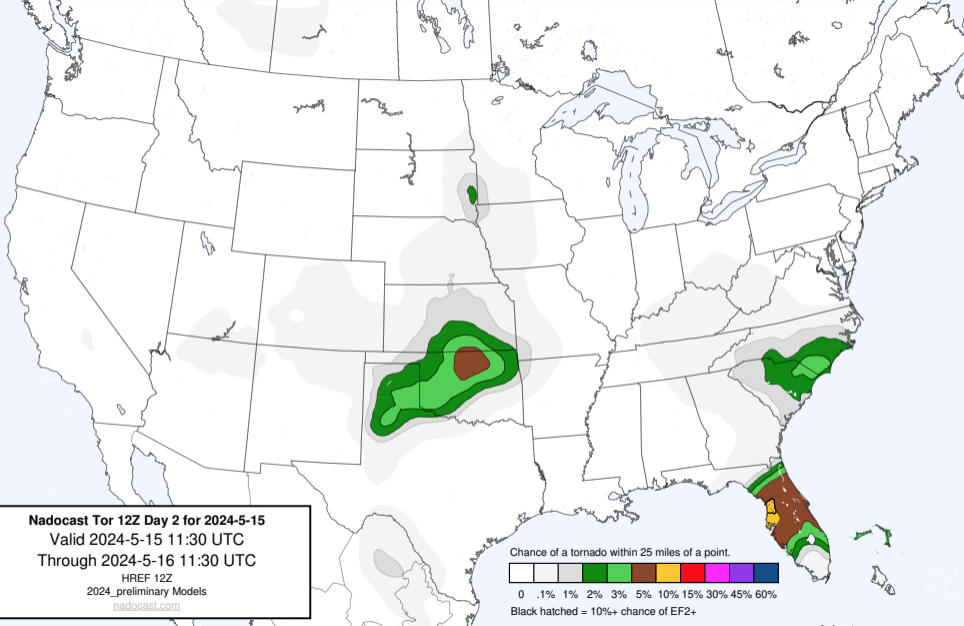 Nadocast Tor 12Z Day 2 for 2024-5-15
Valid 2024-5-15 11:30 UTC
Through 2024-5-16 11:30 UTC
HREF 12Z
2024_preliminary Models
nadocast.com
Chance of a tornado within 25 miles of a point.
0 .1% 1% 2% 3% 5% 10% 15% 30% 45% 60%
Black hatched = 10%+ chance of EF2+